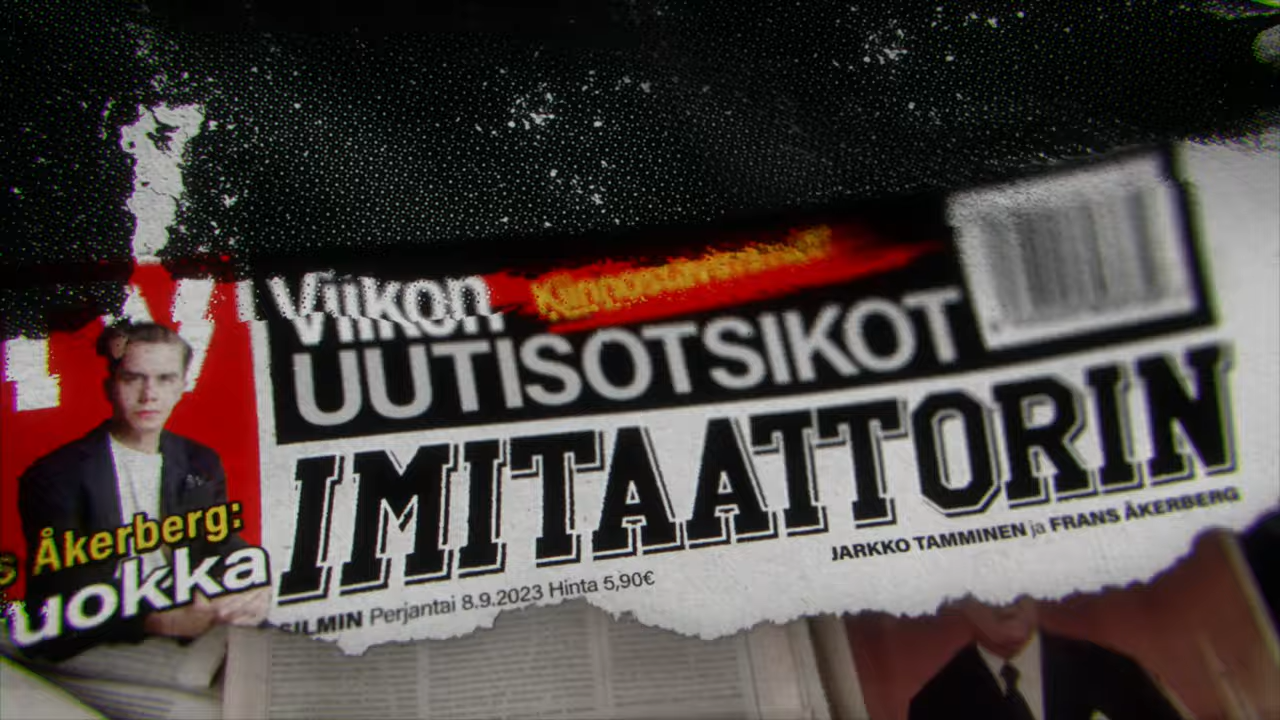 Viikon
UUTISOTSIKOT
IMITAATTORIN
JARKKO TAMMINEN ja FRANS ÅKERBERG
SILMIN Perjantai 8.9.2023 Hinta 5,90€
Åkerberg:
uokka